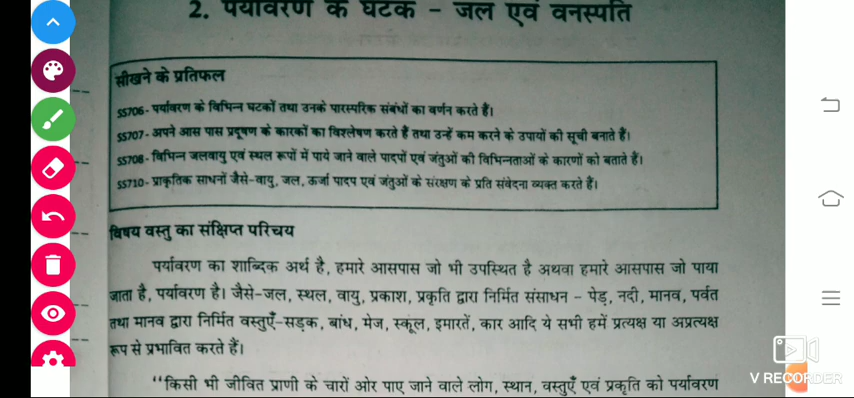 2. पर्यावरण के घटक - जल एवं वनस्पति
सीखने के प्रतिफल
SS706 - पर्यावरण के विभिन्न घटकों तथा उनके पारस्परिक संबंधों का वर्णन करते हैं।
SS707 - अपने आस पास प्रदूषण के कारकों का विश्लेषण करते हैं तथा उन्हें कम करने के उपायों की सूची बनाते हैं।
SS708 - विभिन्न जलवायु एवं स्थल रूपों में पाये जाने वाले पादपों एवं जंतुओं की विभिन्नताओं के कारणों को बताते हैं।
SS710 - प्राकृतिक साधनों जैसे-वायु, जल, ऊर्जा पादप एवं जंतुओं के संरक्षण के प्रति संवेदना व्यक्त करते हैं।
विषय वस्तु का संक्षिप्त परिचय
पर्यावरण का शाब्दिक अर्थ है, हमारे आसपास जो भी उपस्थित है अथवा हमारे आसपास जो पाया
जाता है, पर्यावरण है। जैसे-जल, स्थल, वायु, प्रकाश, प्रकृति द्वारा निर्मित संसाधन - पेड़, नदी, मानव, पर्वत
तथा मानव द्वारा निर्मित वस्तुएँ-सड़क, बांध, मेज, स्कूल, इमारतें, कार आदि ये सभी हमें प्रत्यक्ष या अप्रत्यक्ष
रूप से प्रभावित करते हैं।
‘‘किसी भी जीवित प्राणी के चारों ओर पाए जाने वाले लोग, स्थान, वस्तुएँ एवं प्रकृति को पर्यावरण
V RECORDER